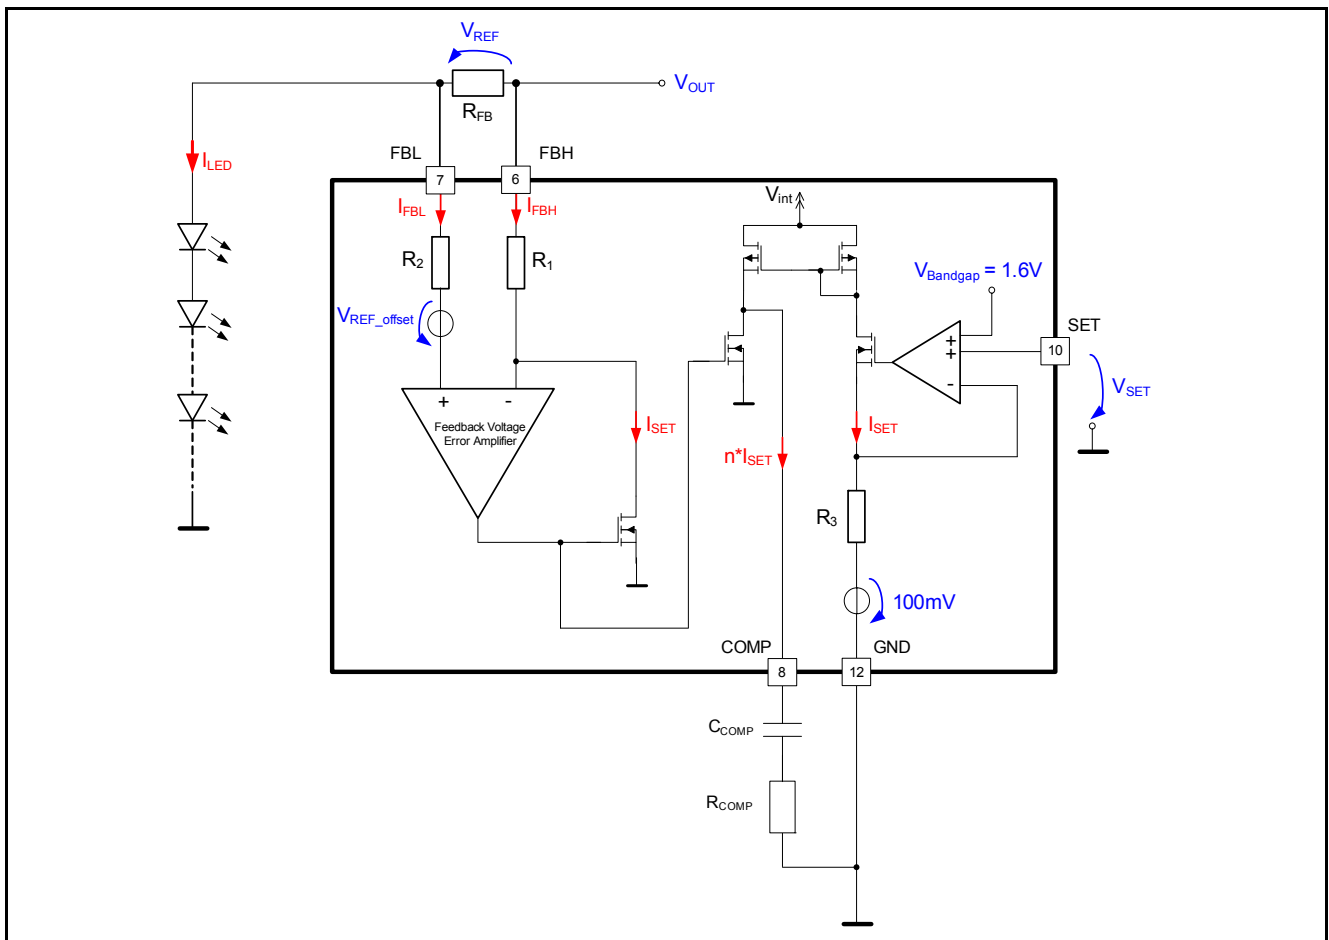 VREF
VOUT
RFB
FBL
FBH
ILED
7
6
IFBL
IFBH
Vint
R2
R1
VBandgap = 1.6V
VREF_offset
SET
10
+
+
-
VSET
+
-
Feedback Voltage
Error Amplifier
ISET
ISET
n*ISET
R3
100mV
COMP
GND
8
12
CCOMP
RCOMP